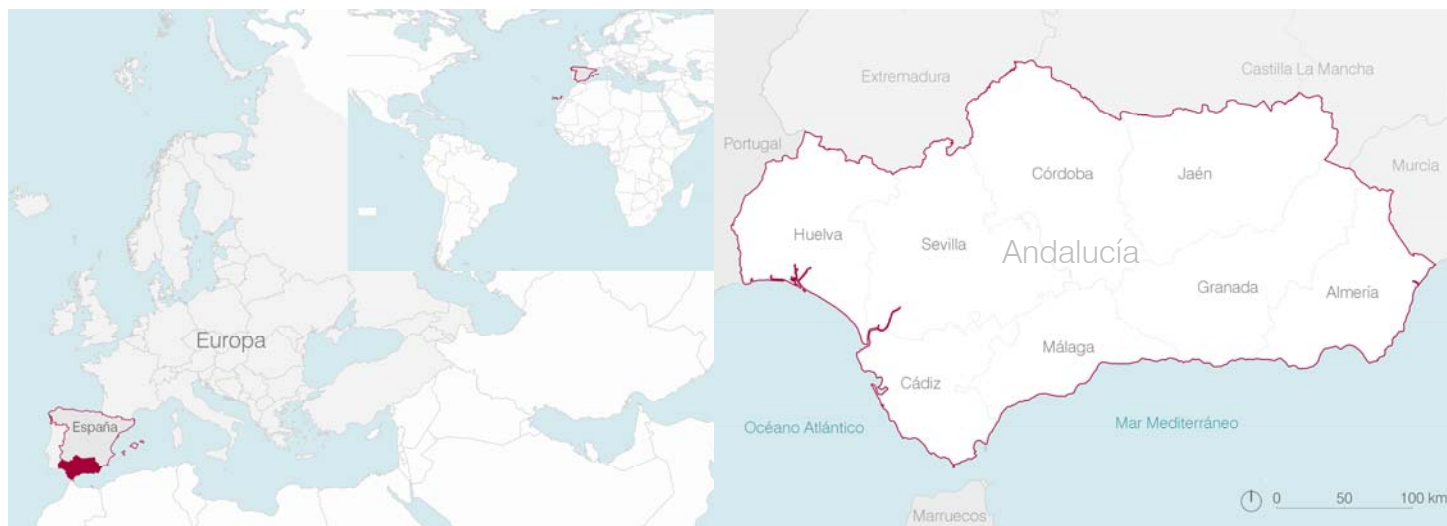 Europa
España
Extremadura
Castilla La Mancha
Portugal
Murcia
Córdoba
Jaén
Huelva
Sevilla
Andalucía
Granada
Almería
Málaga
Cádiz
Océano Atlántico
Mar Mediterráneo
Marruecos
0 50 100 km